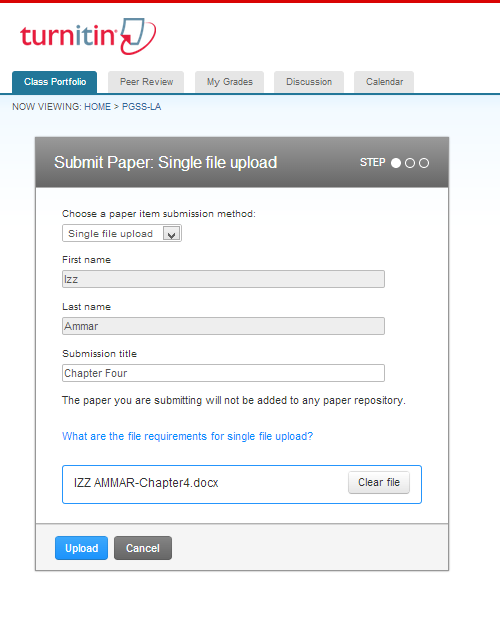 turnitin
Class Portfolio Peer Review My Grades Discussion Calendar
NOW VIEWING: HOME > PGSS-LA
Submit Paper: Single file upload STEP
Choose a paper item submission method:
Single file upload
First name
Izz
Last name
Ammar
Submission title
Chapter Four
The paper you are submitting will not be added to any paper repository.
What are the file requirements for single file upload?
IZZ AMMAR-Chapter4.docx Clear file
Upload Cancel